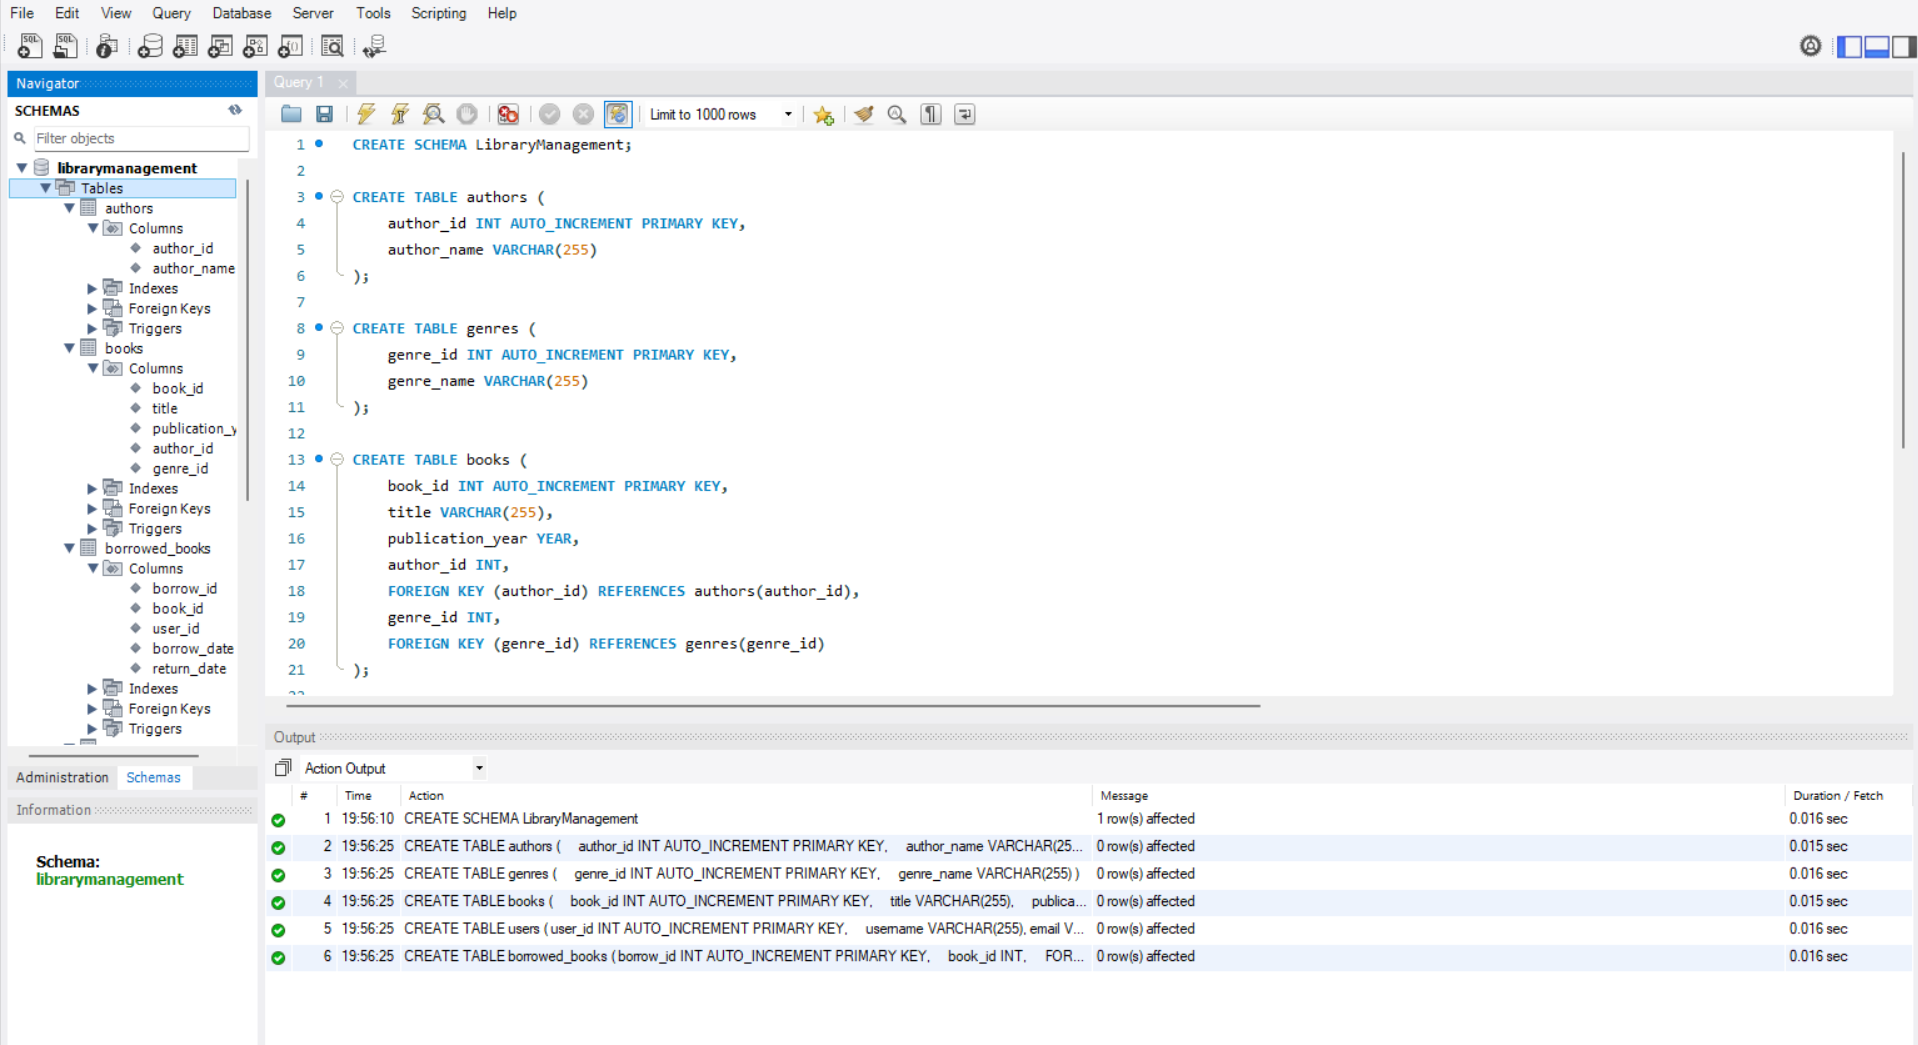 File Edit View Query Database Server Tools Scripting Help
SQL SQL
Navigator
SCHEMAS
Filter objects
librarymanagement
Tables
authors
Columns
author_id
author_name
Indexes
Foreign Keys
Triggers
books
Columns
book_id
title
publication_y
author_id
genre_id
Indexes
Foreign Keys
Triggers
borrowed_books
Columns
borrow_id
book_id
user_id
borrow_date
return_date
Indexes
Foreign Keys
Triggers
Administration Schemas
Information
Schema:
librarymanagement
Query 1
Limit to 1000 rows
1 CREATE SCHEMA LibraryManagement;
2
3 CREATE TABLE authors (
4 author_id INT AUTO_INCREMENT PRIMARY KEY,
5 author_name VARCHAR(255)
6 );
7
8 CREATE TABLE genres (
9 genre_id INT AUTO_INCREMENT PRIMARY KEY,
10 genre_name VARCHAR(255)
11 );
12
13 CREATE TABLE books (
14 book_id INT AUTO_INCREMENT PRIMARY KEY,
15 title VARCHAR(255),
16 publication_year YEAR,
17 author_id INT,
18 FOREIGN KEY (author_id) REFERENCES authors(author_id),
19 genre_id INT,
20 FOREIGN KEY (genre_id) REFERENCES genres(genre_id)
21 );
Output
Action Output
# Time Action Message Duration / Fetch
1 19:56:10 CREATE SCHEMA LibraryManagement 1 row(s) affected 0.016 sec
2 19:56:25 CREATE TABLE authors ( author_id INT AUTO_INCREMENT PRIMARY KEY, author_name VARCHAR(25... 0 row(s) affected 0.015 sec
3 19:56:25 CREATE TABLE genres ( genre_id INT AUTO_INCREMENT PRIMARY KEY, genre_name VARCHAR(255) ) 0 row(s) affected 0.016 sec
4 19:56:25 CREATE TABLE books ( book_id INT AUTO_INCREMENT PRIMARY KEY, title VARCHAR(255), publica... 0 row(s) affected 0.015 sec
5 19:56:25 CREATE TABLE users ( user_id INT AUTO_INCREMENT PRIMARY KEY, username VARCHAR(255), email V... 0 row(s) affected 0.016 sec
6 19:56:25 CREATE TABLE borrowed_books ( borrow_id INT AUTO_INCREMENT PRIMARY KEY, book_id INT, FOR... 0 row(s) affected 0.016 sec